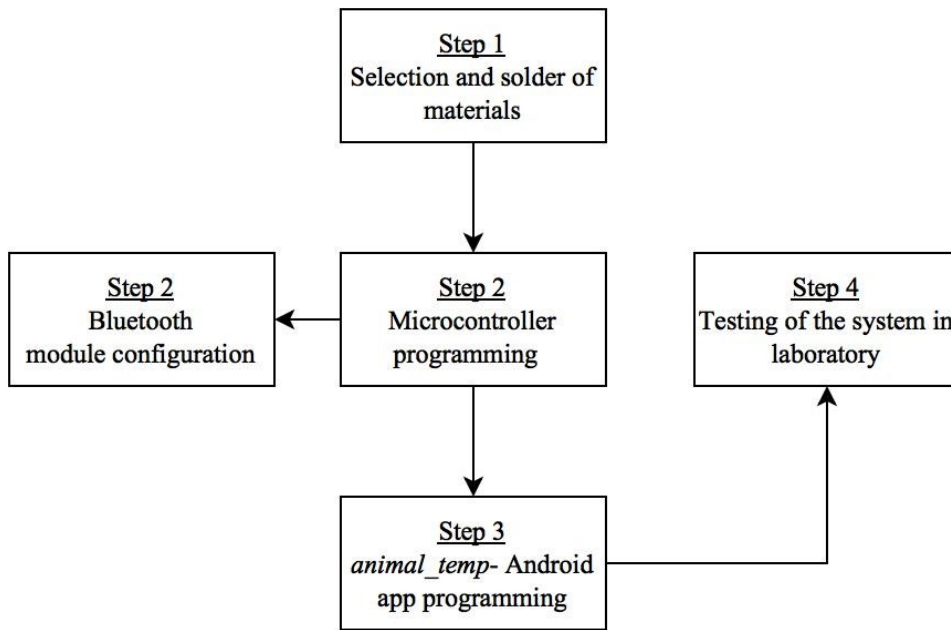 Step 1
Selection and solder of
materials
Step 2
Bluetooth
module configuration
Step 2
Microcontroller
programming
Step 4
Testing of the system in
laboratory
Step 3
animal_temp- Android
app programming